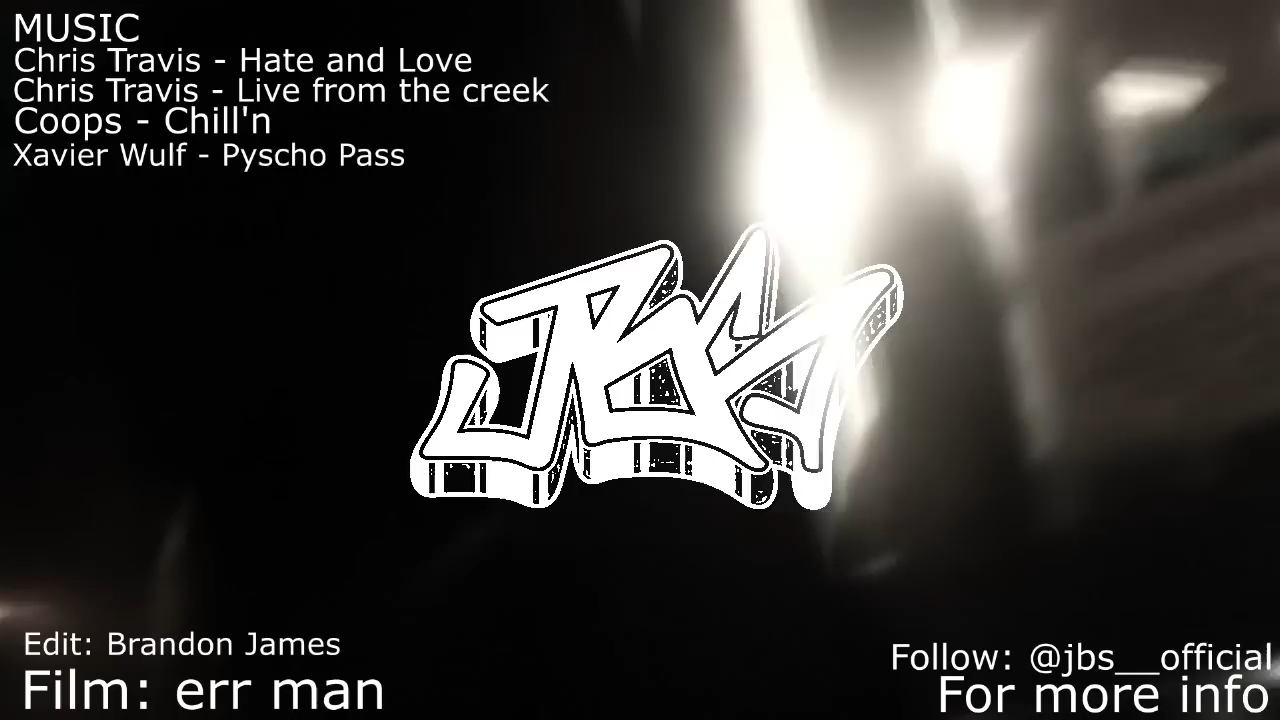 MUSIC
Chris Travis - Hate and Love
Chris Travis - Live from the creek
Coops - Chill'n
Xavier Wulf - Pyscho Pass
JBS
Edit: Brandon James
Film: err man
Follow: @jbs__official
For more info